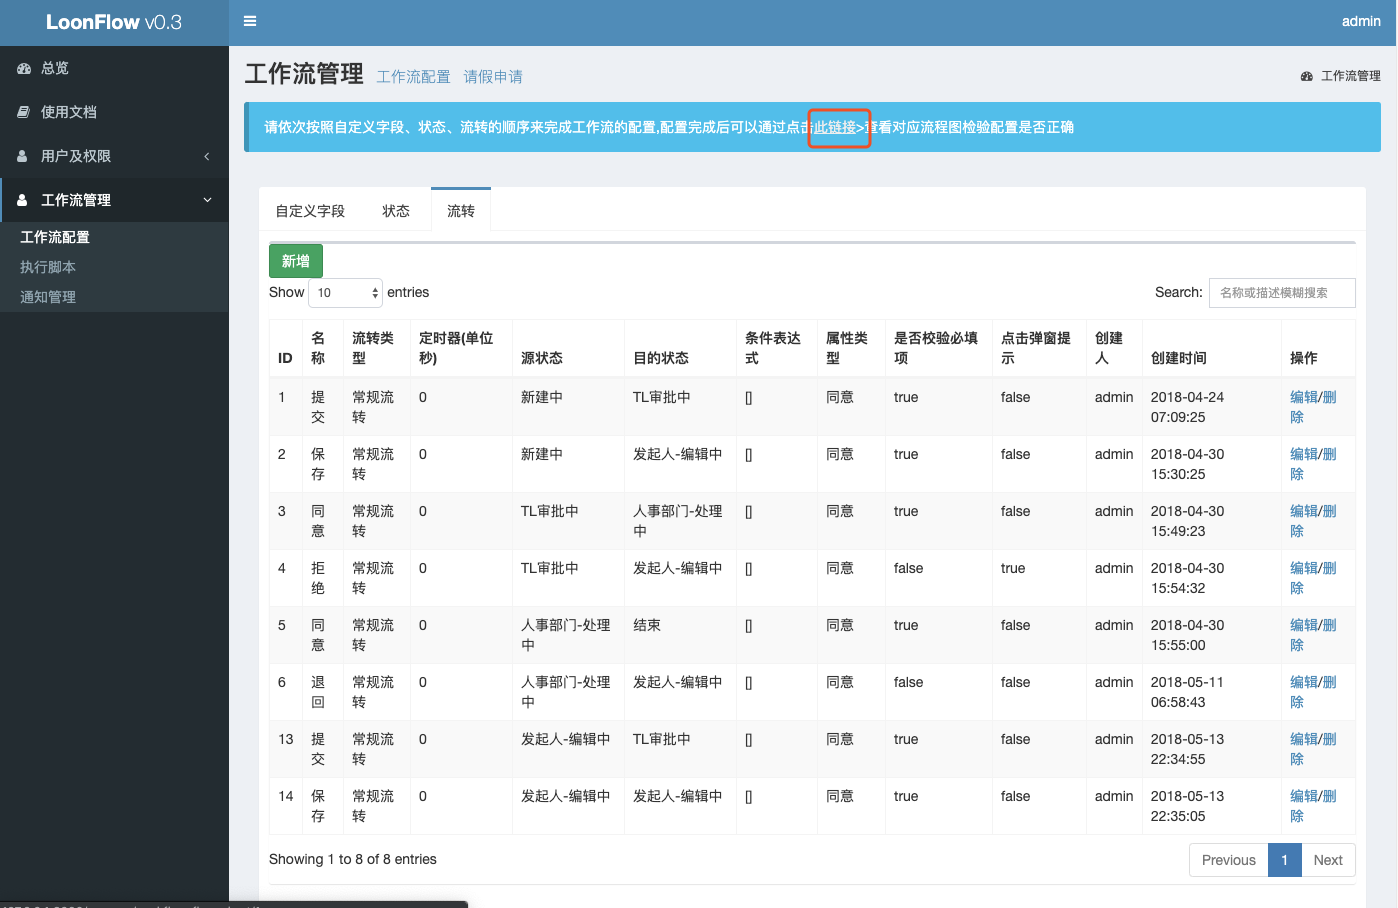 LoonFlow v0.3
admin
总览
使用文档
用户及权限
工作流管理
工作流配置
执行脚本
通知管理
工作流管理 工作流配置 请假申请
工作流管理
请依次按照自定义字段、状态、流转的顺序来完成工作流的配置,配置完成后可以通过点击此链接>查看对应流程图检验配置是否正确
自定义字段 状态 流转
新增
Show 10 entries
Search: 名称或描述模糊搜索
ID 名称 流转类型 定时器(单位秒) 源状态 目的状态 条件表达式 属性类型 是否校验必填项 点击弹窗提示 创建人 创建时间 操作
1 提交 常规流转 0 新建中 TL审批中 [] 同意 true false admin 2018-04-24 07:09:25 编辑/删除
2 保存 常规流转 0 新建中 发起人-编辑中 [] 同意 true false admin 2018-04-30 15:30:25 编辑/删除
3 同意 常规流转 0 TL审批中 人事部门-处理中 [] 同意 true false admin 2018-04-30 15:49:23 编辑/删除
4 拒绝 常规流转 0 TL审批中 发起人-编辑中 [] 同意 false true admin 2018-04-30 15:54:32 编辑/删除
5 同意 常规流转 0 人事部门-处理中 结束 [] 同意 true false admin 2018-04-30 15:55:00 编辑/删除
6 退回 常规流转 0 人事部门-处理中 发起人-编辑中 [] 同意 false false admin 2018-05-11 06:58:43 编辑/删除
13 提交 常规流转 0 发起人-编辑中 TL审批中 [] 同意 true false admin 2018-05-13 22:34:55 编辑/删除
14 保存 常规流转 0 发起人-编辑中 发起人-编辑中 [] 同意 true false admin 2018-05-13 22:35:05 编辑/删除
Showing 1 to 8 of 8 entries
Previous 1 Next